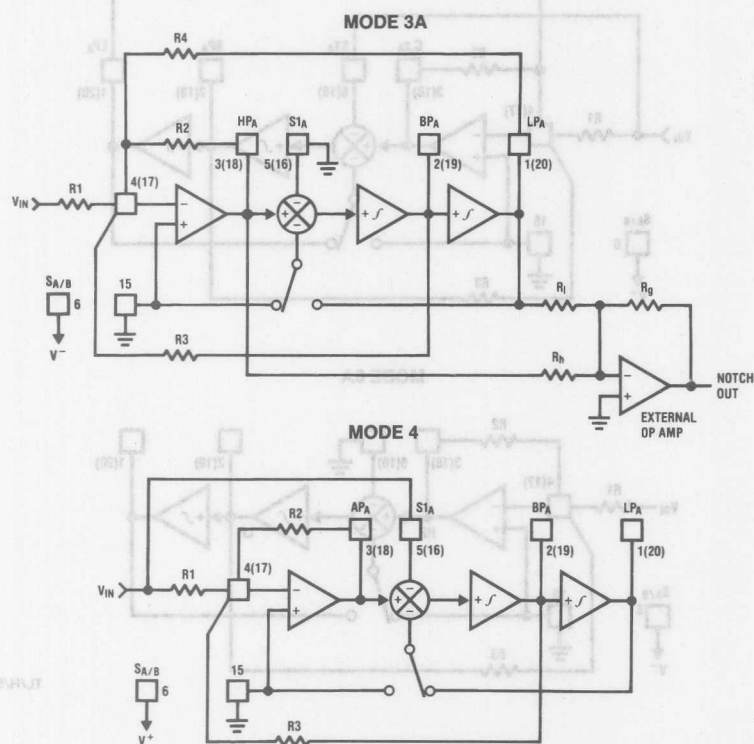 MODE 3A
R4
R2
HPA
S1A
BPA
LPA
3(18)
5(16)
2(19)
1(20)
VIN
R1
4(17)
−
+
+
−
−
+ ∫
+ ∫
SA/B
6
V−
15
R3
Rl
Rg
Rh
−
+
NOTCH
OUT
EXTERNAL
OP AMP
MODE 4
R2
APA
S1A
BPA
LPA
3(18)
5(16)
2(19)
1(20)
VIN
R1
4(17)
−
+
+
−
−
+ ∫
+ ∫
SA/B
6
V+
15
R3